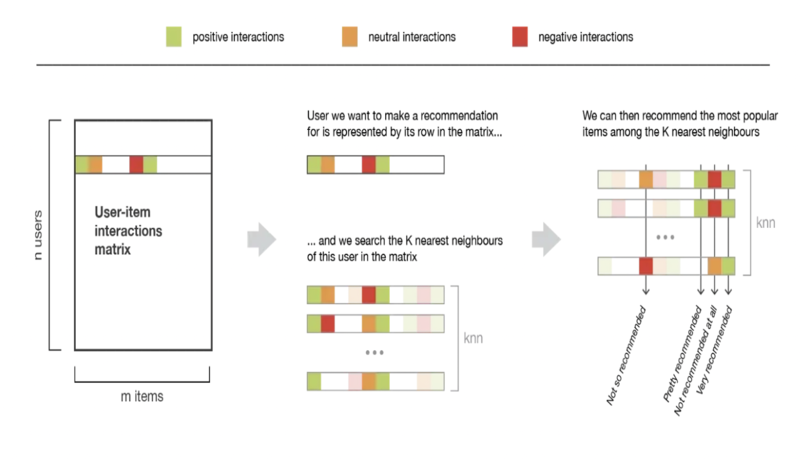 positive interactions
neutral interactions
negative interactions
n users
User-item
interactions
matrix
m items
User we want to make a recommendation
for is represented by its row in the matrix...
... and we search the K nearest neighbours
of this user in the matrix
knn
We can then recommend the most popular
items among the K nearest neighbours
knn
Not so recommended
Pretty recommended
Not recommended at all
Very recommended